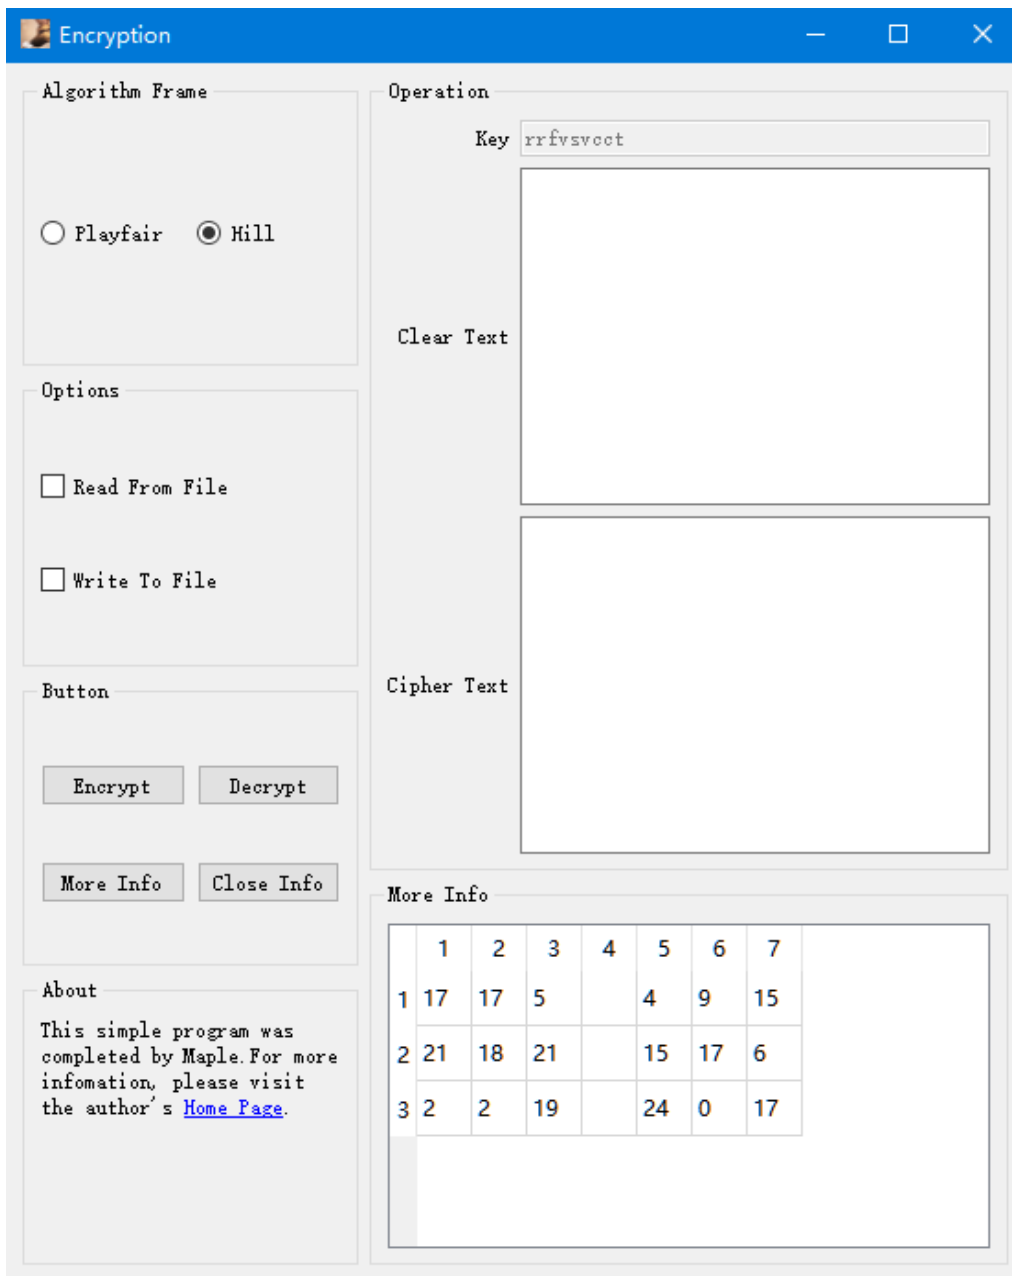 Encryption
Algorithm Frame
Playfair
Hill
Options
Read From File
Write To File
Button
Encrypt
Decrypt
More Info
Close Info
About
This simple program was
completed by Maple.For more
infomation, please visit
the author's Home Page.
Operation
Key rrfvsvcct
Clear Text
Cipher Text
More Info
1 2 3 4 5 6 7
1 17 17 5 4 9 15
2 21 18 21 15 17 6
3 2 2 19 24 0 17